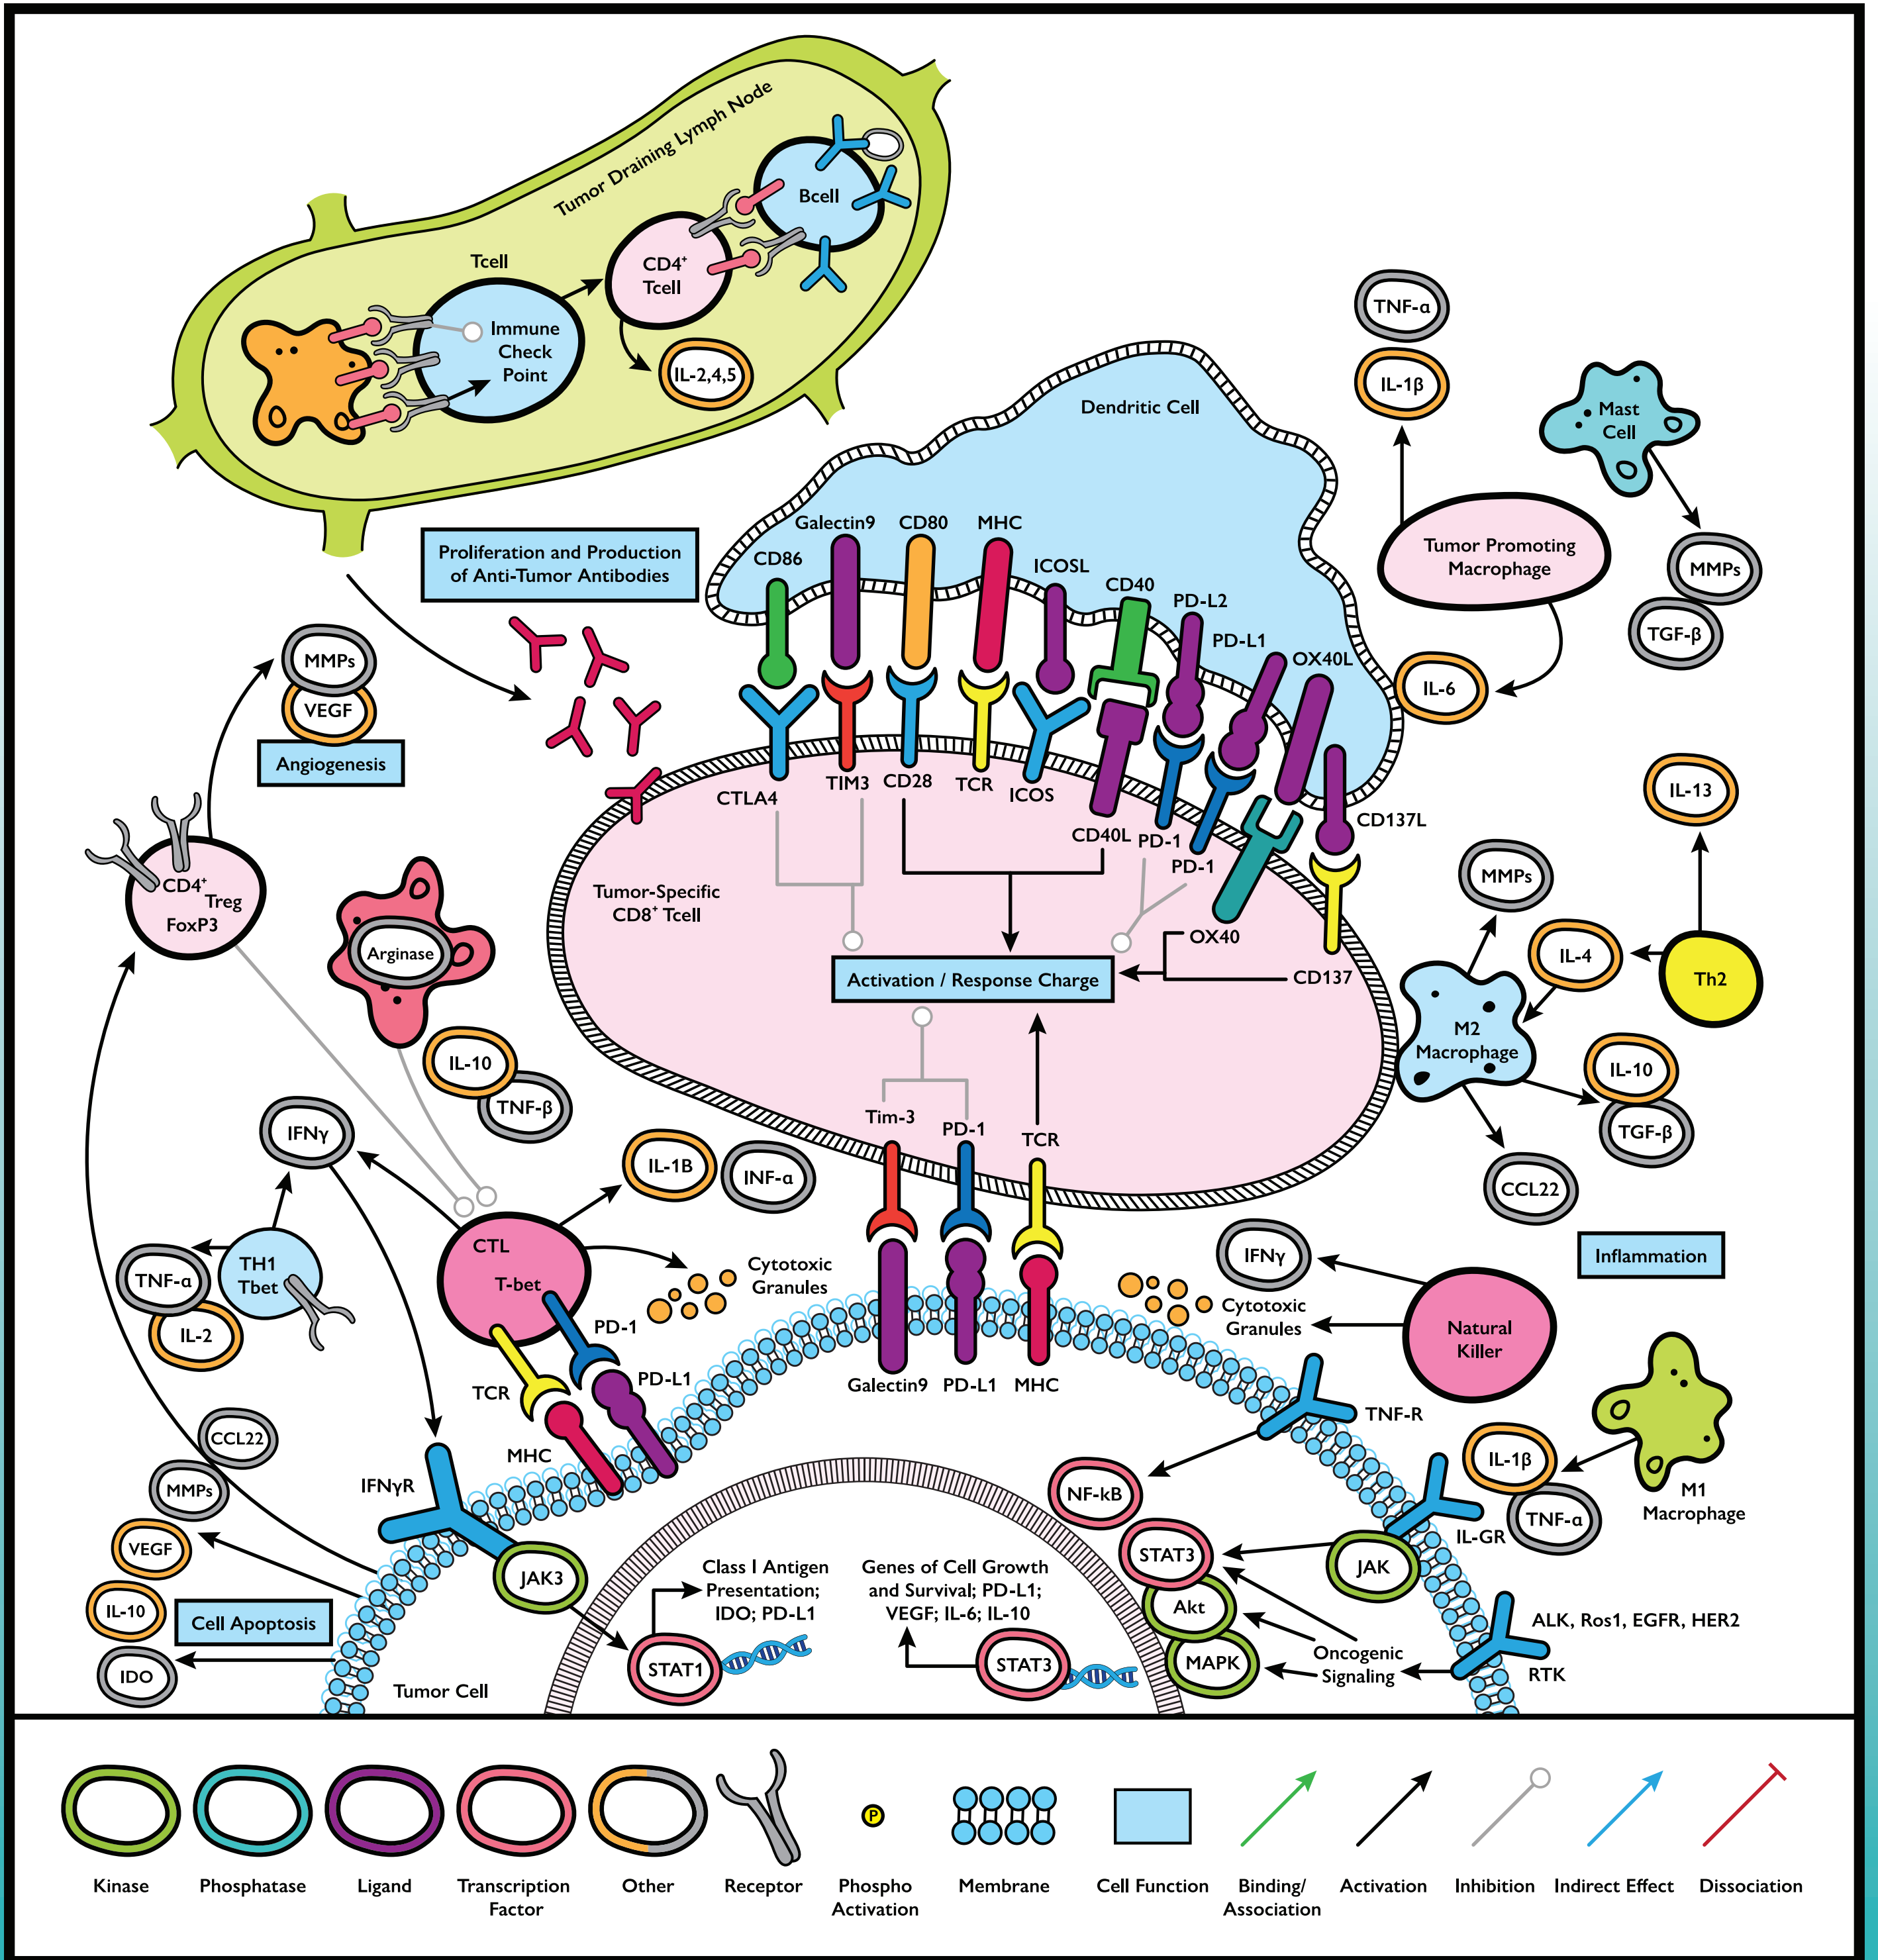 Tumor Draining Lymph Node
Bcell
CD4+
Tcell
Tcell
Immune
Check
Point
IL-2,4,5
Proliferation and Production
of Anti-Tumor Antibodies
Dendritic Cell
TNF-α
IL-1β
Mast
Cell
Tumor Promoting
Macrophage
MMPs
TGF-β
IL-6
Galectin9
CD80
MHC
CD86
ICOSL
CD40
PD-L2
PD-L1
OX40L
CD137L
CTLA4
TIM3
CD28
TCR
ICOS
CD40L
PD-1
PD-1
OX40
CD137
MMPs
VEGF
Angiogenesis
CD4+
Treg
FoxP3
Arginase
IL-10
TNF-β
Tumor-Specific
CD8+ Tcell
Activation / Response Charge
Tim-3
PD-1
TCR
IL-13
MMPs
IL-4
Th2
M2
Macrophage
IL-10
TGF-β
CCL22
Inflammation
IFNγ
IL-1B
INF-α
CTL
T-bet
Cytotoxic
Granules
TH1
Tbet
TNF-α
IL-2
PD-1
TCR
PD-L1
MHC
Galectin9
PD-L1
MHC
IFNγ
Cytotoxic
Granules
Natural
Killer
TNF-R
NF-kB
IL-1β
TNF-α
M1
Macrophage
IL-GR
JAK
STAT3
Akt
MAPK
Oncogenic
Signaling
ALK, Ros1, EGFR, HER2
RTK
CCL22
MMPs
VEGF
IL-10
IDO
Cell Apoptosis
IFNγR
JAK3
Class I Antigen
Presentation;
IDO; PD-L1
STAT1
Genes of Cell Growth
and Survival; PD-L1;
VEGF; IL-6; IL-10
STAT3
Tumor Cell
Kinase
Phosphatase
Ligand
Transcription
Factor
Other
Receptor
P
Phospho
Activation
Membrane
Cell Function
Binding/
Association
Activation
Inhibition
Indirect Effect
Dissociation